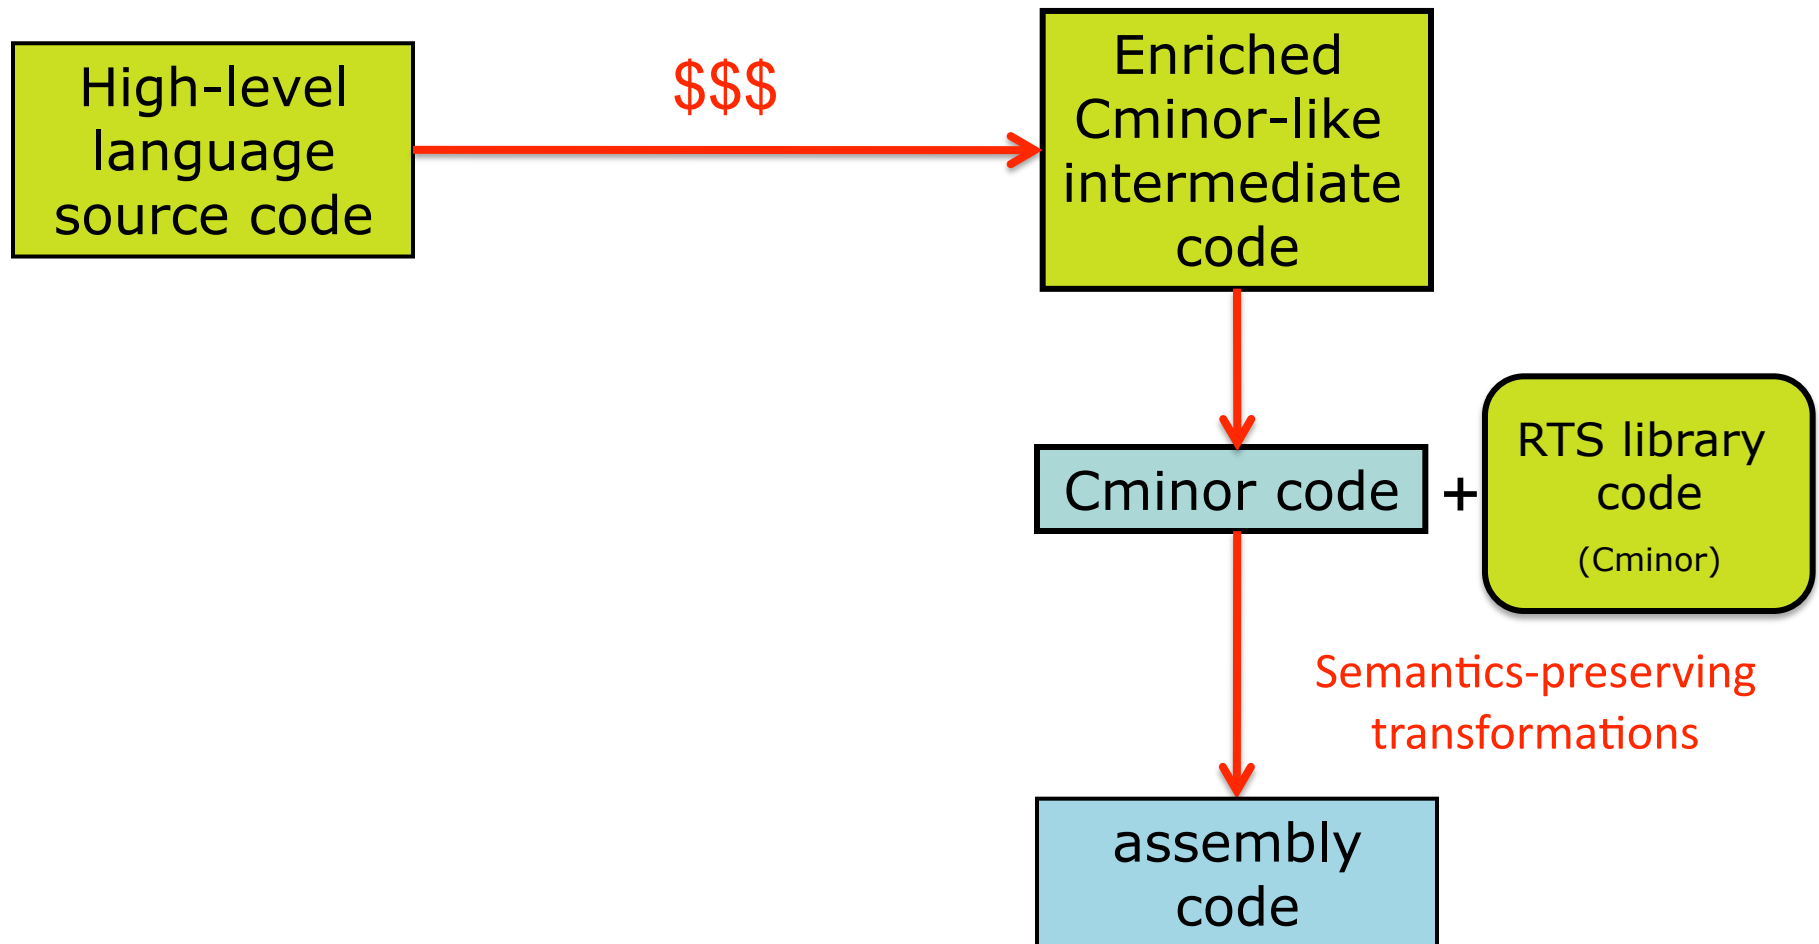 High-level
language
source code
$$$
Enriched
Cminor-like
intermediate
code
Cminor code
+
RTS library
code
(Cminor)
Semantics-preserving
transformations
assembly
code